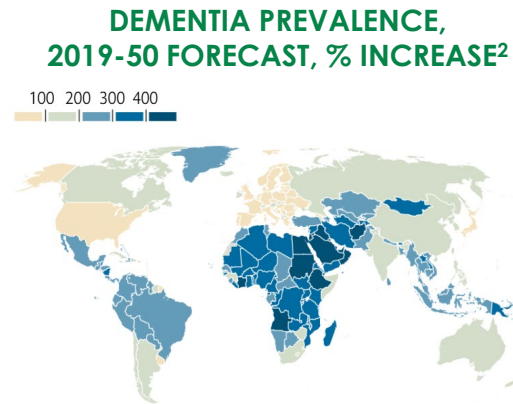 DEMENTIA PREVALENCE,
2019-50 FORECAST, % INCREASE²
100 200 300 400